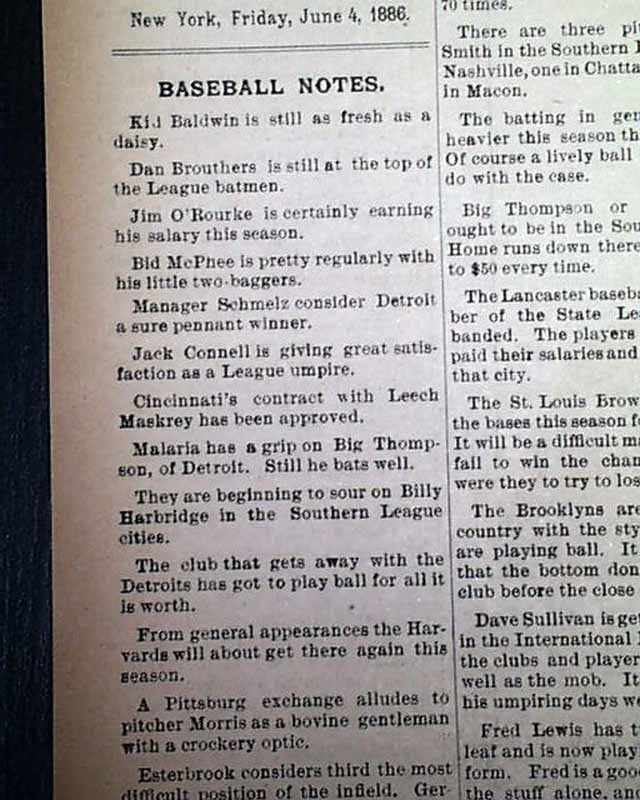 New York, Friday, June 4, 1886.
BASEBALL NOTES.
Kid Baldwin is still as fresh as a
daisy.
Dan Brouthers is still at the top of
the League batmen.
Jim O'Rourke is certainly earning
his salary this season.
Bid McPhee is pretty regularly with
his little two-baggers.
Manager Schmelz consider Detroit
a sure pennant winner.
Jack Connell is giving great satis-
faction as a League umpire.
Cincinnati's contract with Leech
Maskrey has been approved.
Malaria has a grip on Big Thomp-
son, of Detroit. Still he bats well.
They are beginning to sour on Billy
Harbridge in the Southern League
cities.
The club that gets away with the
Detroits has got to play ball for all it
is worth.
From general appearances the Har-
vards will about get there again this
season.
A Pittsburg exchange alludes to
pitcher Morris as a bovine gentleman
with a crockery optic.
Esterbrook considers third the most
difficult position of the infield. Ger-
70 times.
There are three
Smith in the Southern
Nashville, one in
in Macon.
The batting in
heavier this season
Of course a lively ball
do with the case.
Big Thompson or
ought to be in the
Home runs down there
to $50 every time.
The Lancaster
ber of the State
banded. The players
paid their salaries and
that city.
The St. Louis
the bases this season
It will be a difficult
fail to win the
were they to try to
The Brooklyns are
country with the
are playing ball. It
that the bottom
club before the close
Dave Sullivan is
in the International
the clubs and
well as the mob. It
his umpiring days
Fred Lewis has
leaf and is now
form. Fred is a
the stuff alone, and